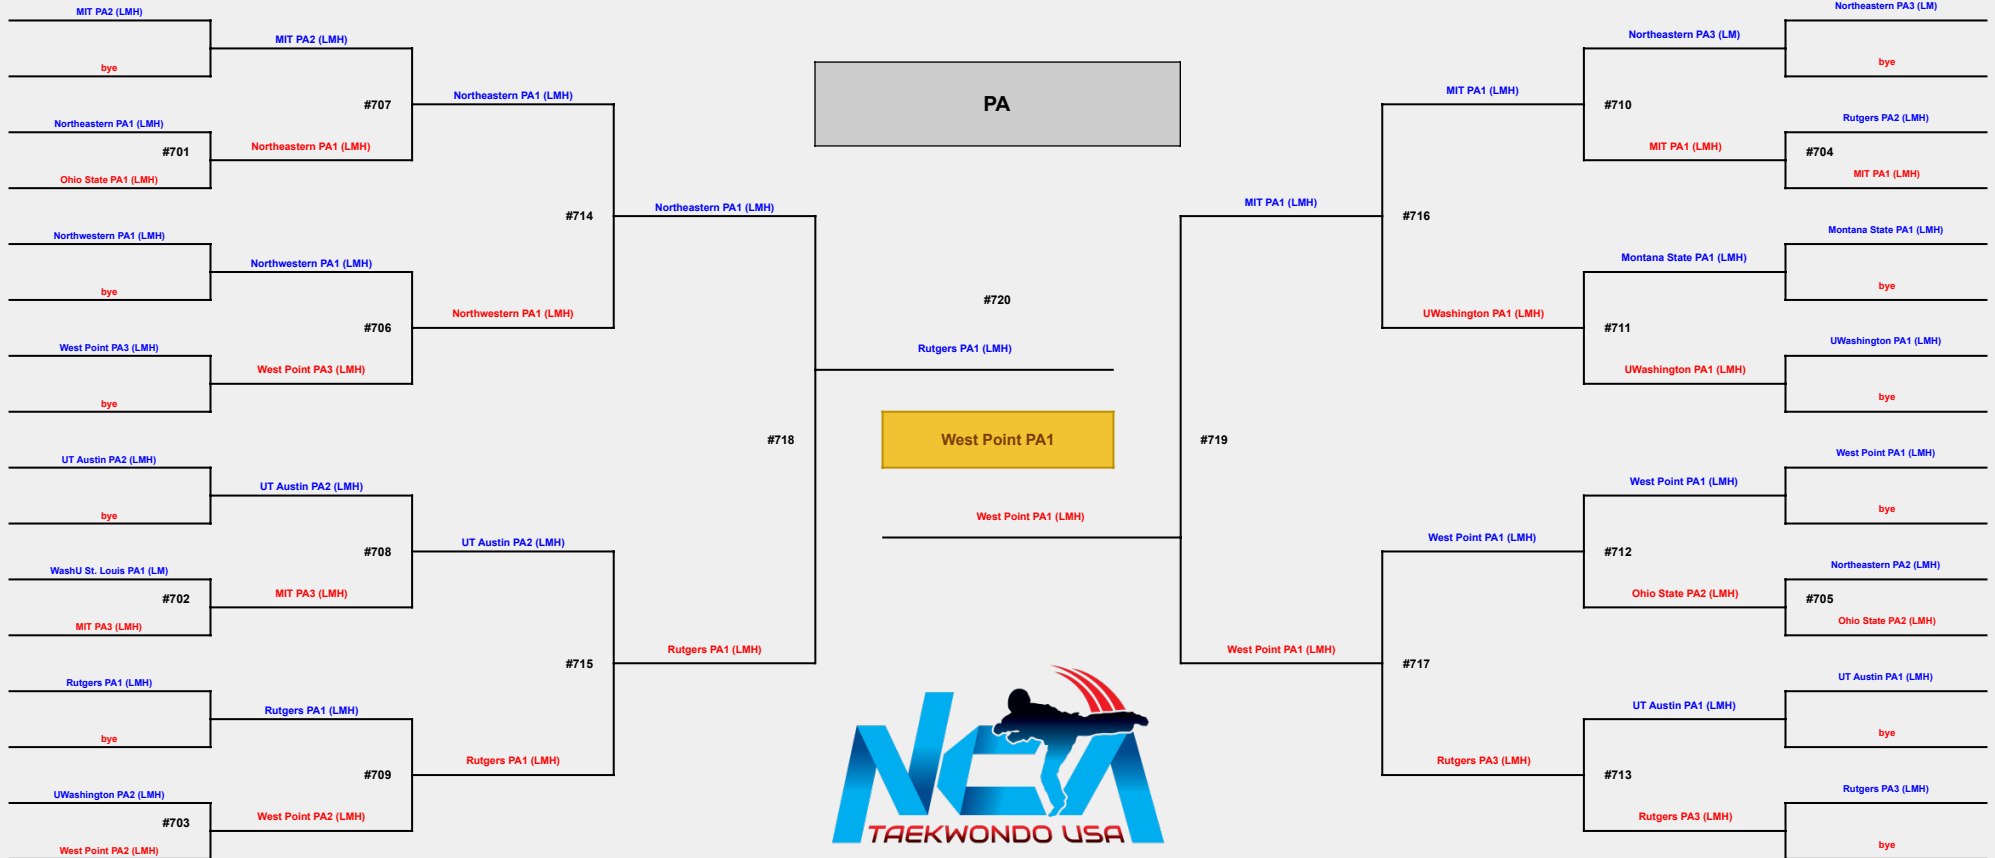 MIT PA2 (LMH)
bye
Northeastern PA1 (LMH)
#701
Ohio State PA1 (LMH)
Northwestern PA1 (LMH)
bye
West Point PA3 (LMH)
bye
UT Austin PA2 (LMH)
bye
WashU St. Louis PA1 (LM)
#702
MIT PA3 (LMH)
Rutgers PA1 (LMH)
bye
UWashington PA2 (LMH)
#703
West Point PA2 (LMH)
MIT PA2 (LMH)
#707
Northeastern PA1 (LMH)
Northwestern PA1 (LMH)
#706
West Point PA3 (LMH)
UT Austin PA2 (LMH)
#708
MIT PA3 (LMH)
Rutgers PA1 (LMH)
#709
West Point PA2 (LMH)
Northeastern PA1 (LMH)
#714
Northwestern PA1 (LMH)
UT Austin PA2 (LMH)
#715
Rutgers PA1 (LMH)
Northeastern PA1 (LMH)
#718
Rutgers PA1 (LMH)
PA
#720
Rutgers PA1 (LMH)
West Point PA1
West Point PA1 (LMH)
NCTA
TAEKWONDO USA
MIT PA1 (LMH)
#719
West Point PA1 (LMH)
MIT PA1 (LMH)
#716
UWashington PA1 (LMH)
West Point PA1 (LMH)
#717
Rutgers PA3 (LMH)
Northeastern PA3 (LM)
#710
MIT PA1 (LMH)
Montana State PA1 (LMH)
#711
UWashington PA1 (LMH)
West Point PA1 (LMH)
#712
Ohio State PA2 (LMH)
UT Austin PA1 (LMH)
#713
Rutgers PA3 (LMH)
Northeastern PA3 (LM)
bye
Rutgers PA2 (LMH)
#704
MIT PA1 (LMH)
Montana State PA1 (LMH)
bye
UWashington PA1 (LMH)
bye
West Point PA1 (LMH)
bye
Northeastern PA2 (LMH)
#705
Ohio State PA2 (LMH)
UT Austin PA1 (LMH)
bye
Rutgers PA3 (LMH)
bye